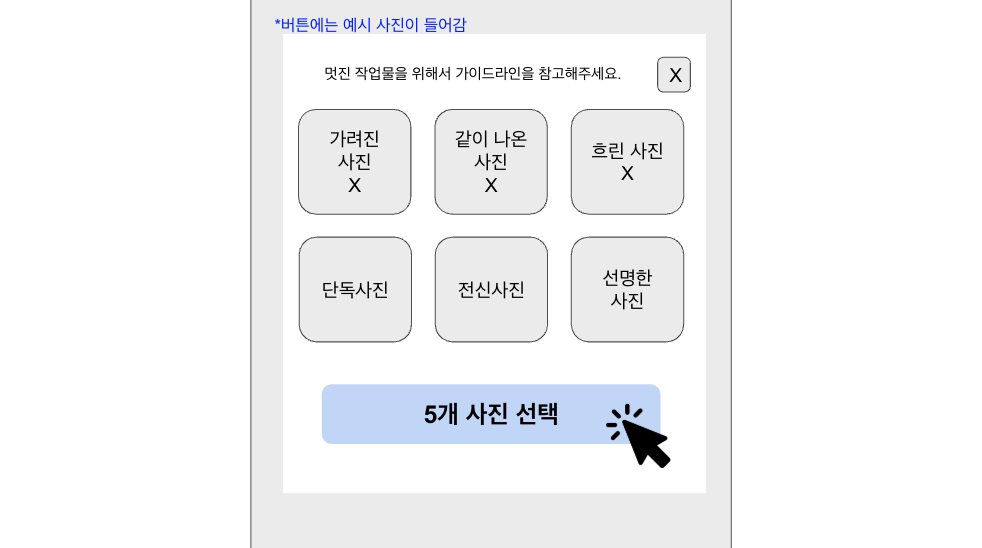 *버튼에는 예시 사진이 들어감
멋진 작업물을 위해서 가이드라인을 참고해주세요.
X
가려진
사진
X
같이 나온
사진
X
흐린 사진
X
단독사진
전신사진
선명한
사진
5개 사진 선택